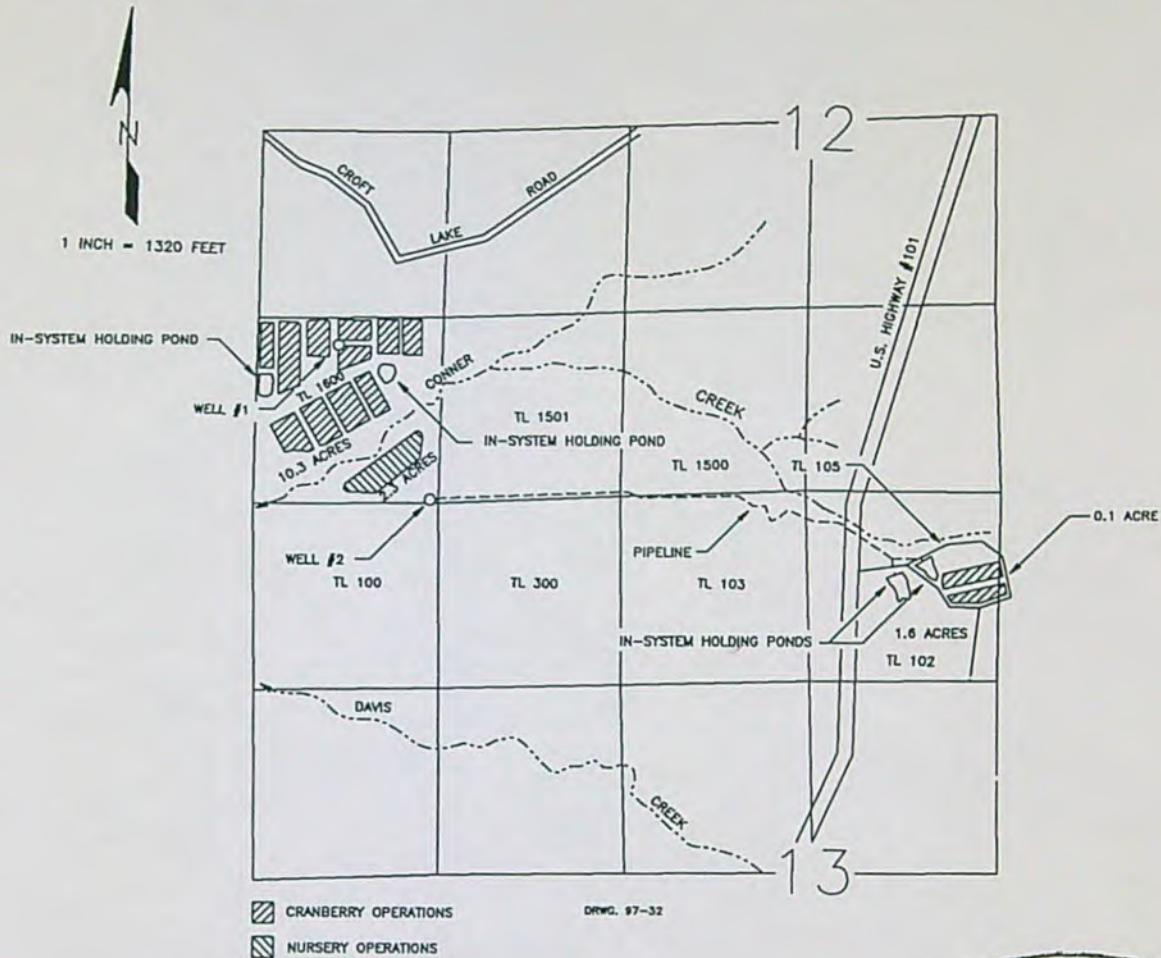 N
1 INCH = 1320 FEET
12
CROFT
LAKE
ROAD
U.S. HIGHWAY #101
IN-SYSTEM HOLDING POND
WELL #1
TL 1600
CONNER
CREEK
TL 1501
IN-SYSTEM HOLDING POND
TL 1500
TL 105
10.3 ACRES
2.3 ACRES
0.1 ACRE
WELL #2
PIPELINE
TL 100
TL 300
TL 103
IN-SYSTEM HOLDING PONDS
1.6 ACRES
TL 102
DAVIS
CREEK
13
CRANBERRY OPERATIONS
DRWG. 97-32
NURSERY OPERATIONS